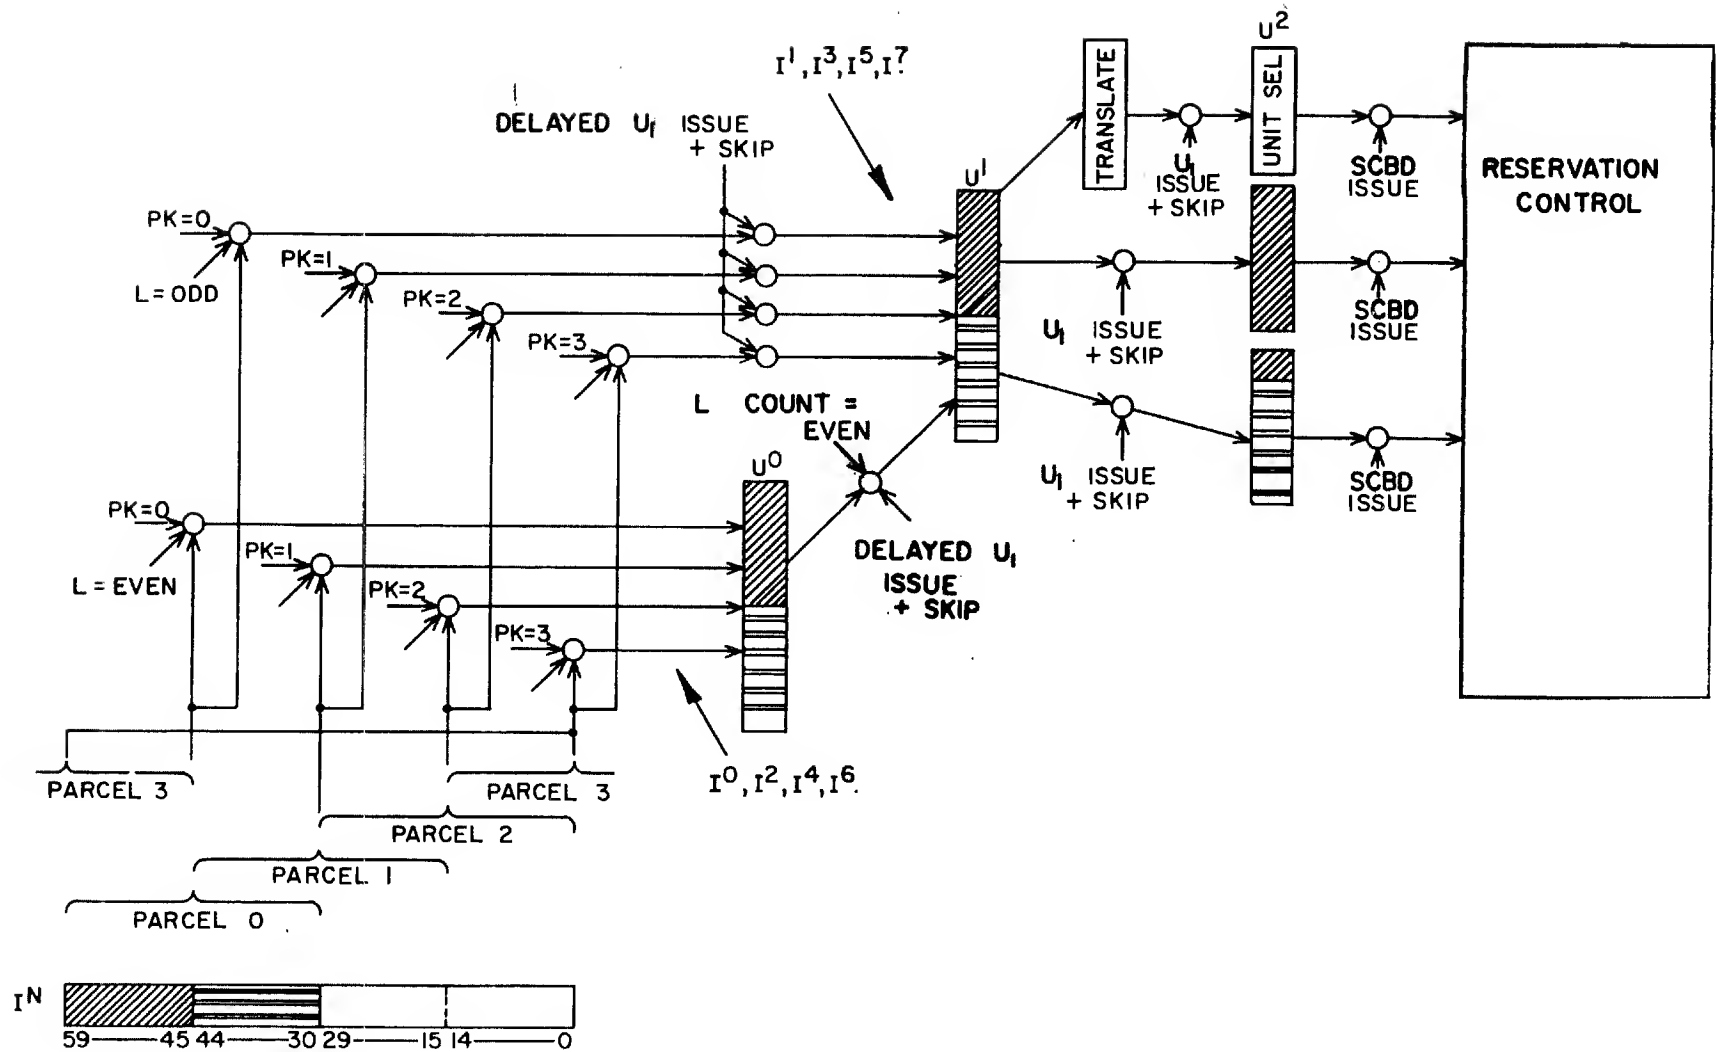 I¹, I³, I⁵, I⁷.
DELAYED U₁ ISSUE
+ SKIP
U²
TRANSLATE
UNIT SEL
U₁
ISSUE
+ SKIP
SCBD
ISSUE
RESERVATION
CONTROL
U¹
PK=0
L=ODD
PK=1
PK=2
PK=3
U₁ ISSUE
+ SKIP
SCBD
ISSUE
L COUNT =
EVEN
U₁ ISSUE
+ SKIP
SCBD
ISSUE
U⁰
PK=0
L=EVEN
PK=1
PK=2
PK=3
DELAYED U₁
ISSUE
+ SKIP
I⁰, I², I⁴, I⁶.
PARCEL 3
PARCEL 3
PARCEL 2
PARCEL 1
PARCEL 0
Iᴺ
59 45 44 30 29 15 14 0